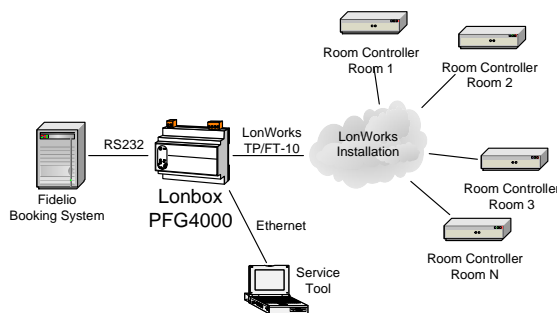 Room Controller
Room 1
Room Controller
Room 2
RS232
LonWorks
TP/FT-10
LonWorks
Installation
Fidelio
Booking System
Lonbox
PFG4000
Room Controller
Room 3
Ethernet
Room Controller
Room N
Service
Tool